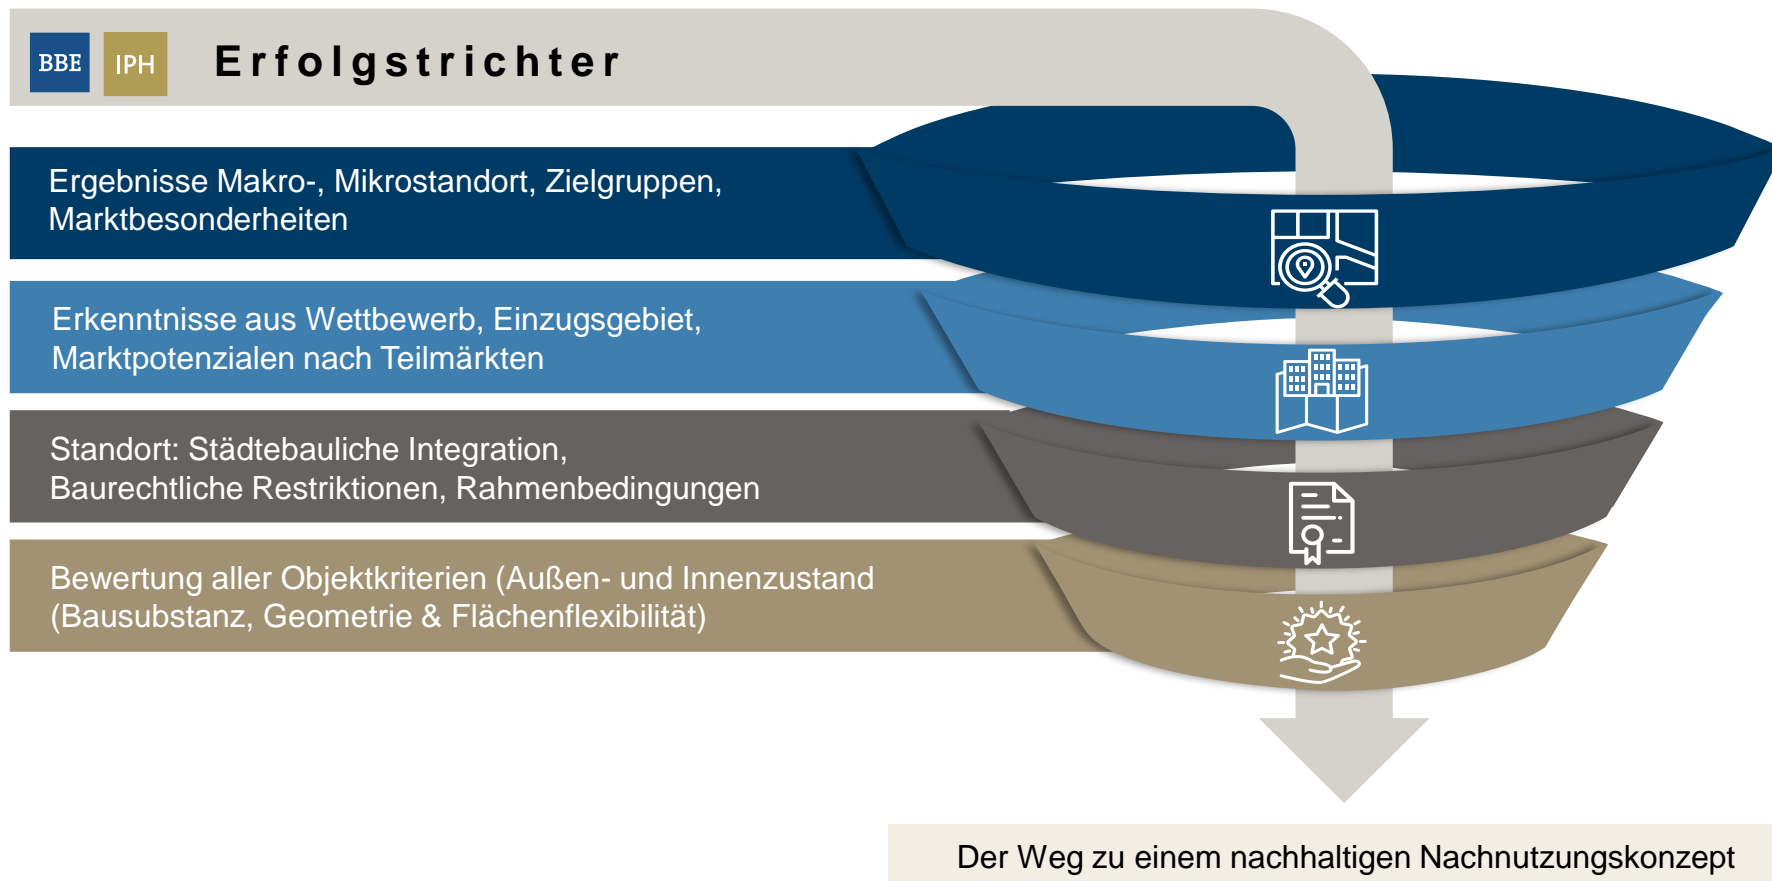 BBE IPH Erfolgstrichter
Ergebnisse Makro-, Mikrostandort, Zielgruppen,
Marktbesonderheiten
Erkenntnisse aus Wettbewerb, Einzugsgebiet,
Marktpotenzialen nach Teilmärkten
Standort: Städtebauliche Integration,
Baurechtliche Restriktionen, Rahmenbedingungen
Bewertung aller Objektkriterien (Außen- und Innenzustand
(Bausubstanz, Geometrie & Flächenflexibilität)
Der Weg zu einem nachhaltigen Nachnutzungskonzept